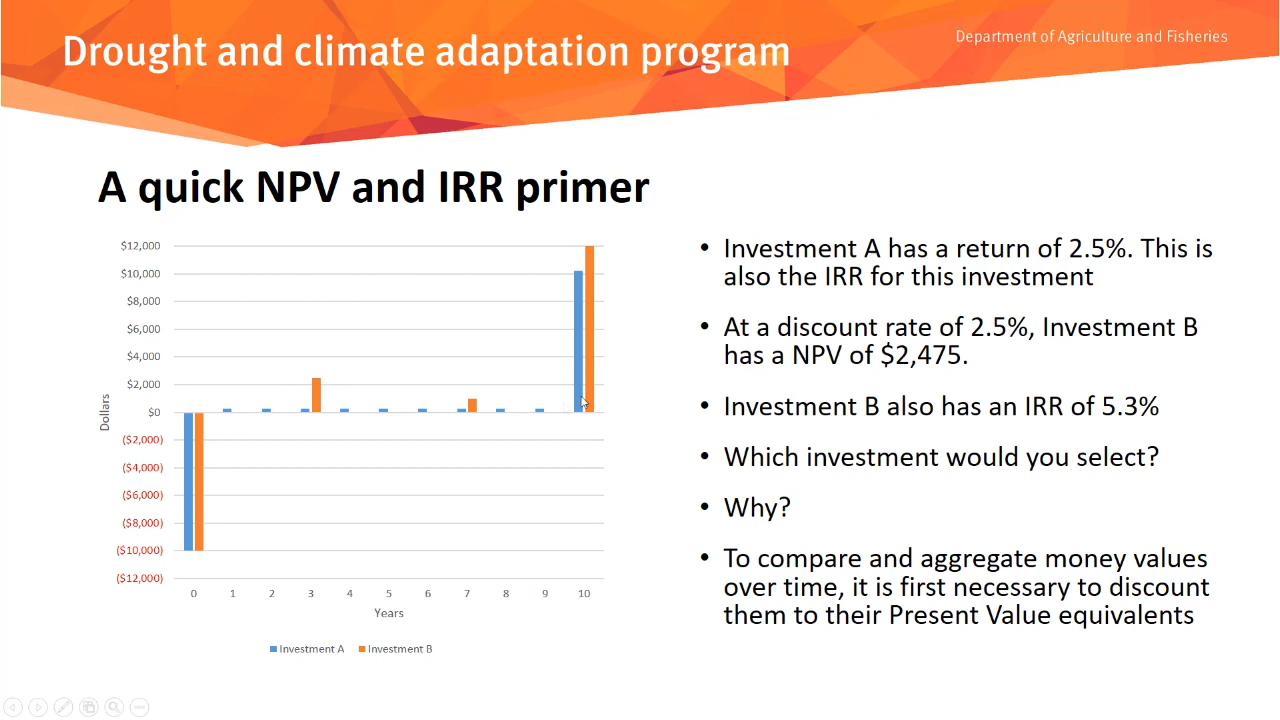 Drought and climate adaptation program
Department of Agriculture and Fisheries
A quick NPV and IRR primer
$12,000
$10,000
$8,000
$6,000
$4,000
$2,000
$0
($2,000)
($4,000)
($6,000)
($8,000)
($10,000)
($12,000)
Dollars
0 1 2 3 4 5 6 7 8 9 10
Years
Investment A Investment B
• Investment A has a return of 2.5%. This is
also the IRR for this investment
• At a discount rate of 2.5%, Investment B
has a NPV of $2,475.
• Investment B also has an IRR of 5.3%
• Which investment would you select?
• Why?
• To compare and aggregate money values
over time, it is first necessary to discount
them to their Present Value equivalents